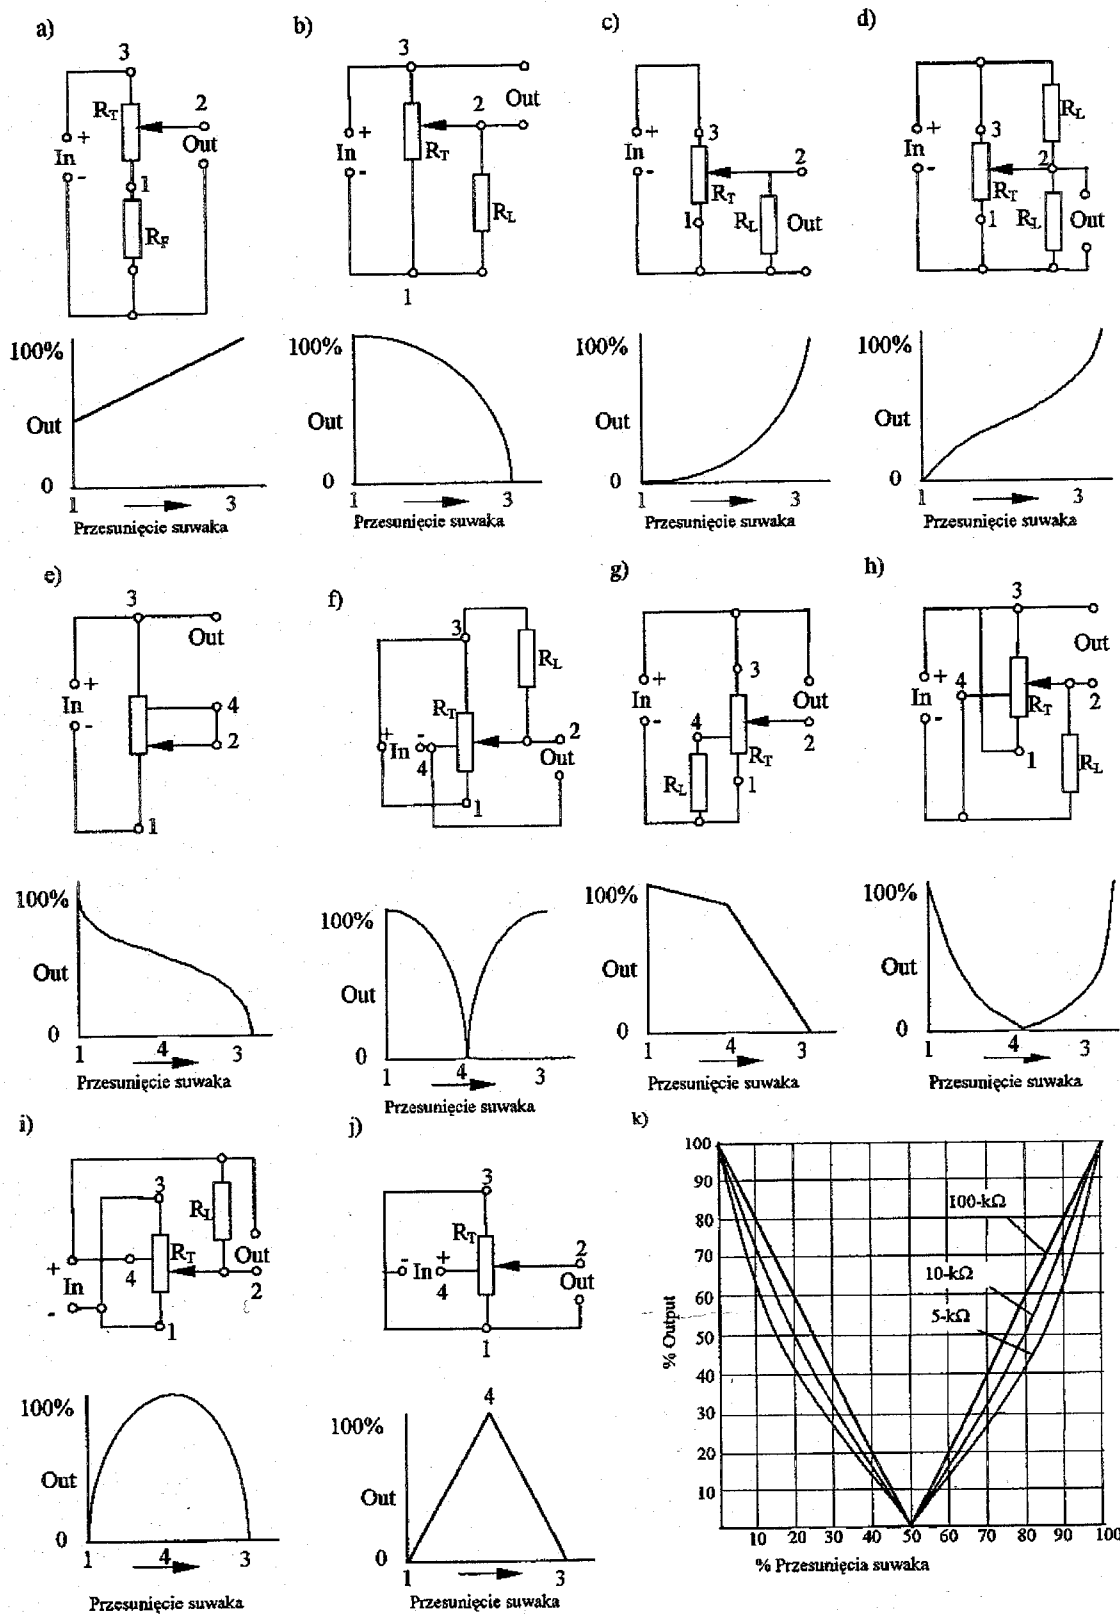 a)
3
R_T
2
+
In
-
Out
1
R_F
b)
3
2
Out
+
In
-
R_T
R_L
1
c)
+
In
-
3
2
R_T
1
R_L
Out
d)
R_L
+
In
-
3
2
R_T
1
R_L
Out
100%
Out
0
1
3
Przesunięcie suwaka
100%
Out
0
1
3
Przesunięcie suwaka
100%
Out
0
1
3
Przesunięcie suwaka
100%
Out
0
1
3
Przesunięcie suwaka
e)
3
Out
+
In
-
4
2
1
f)
3
R_L
R_T
+
In
-
4
2
Out
1
g)
+
In
-
3
4
Out
2
R_T
R_L
1
h)
3
Out
+
In
-
4
2
R_T
1
R_L
100%
Out
0
1
4
3
Przesunięcie suwaka
100%
Out
0
1
4
3
Przesunięcie suwaka
100%
Out
0
1
4
3
Przesunięcie suwaka
100%
Out
0
1
4
3
Przesunięcie suwaka
i)
3
R_L
+
In
-
4
R_T
Out
2
1
j)
3
R_T
-
In
+
4
2
Out
1
k)
100
90
80
70
60
50
40
30
20
10
% Output
100-kΩ
10-kΩ
5-kΩ
10 20 30 40 50 60 70 80 90 100
% Przesunięcia suwaka
100%
Out
0
1
4
3
Przesunięcie suwaka
4
100%
Out
0
1
3
Przesunięcie suwaka